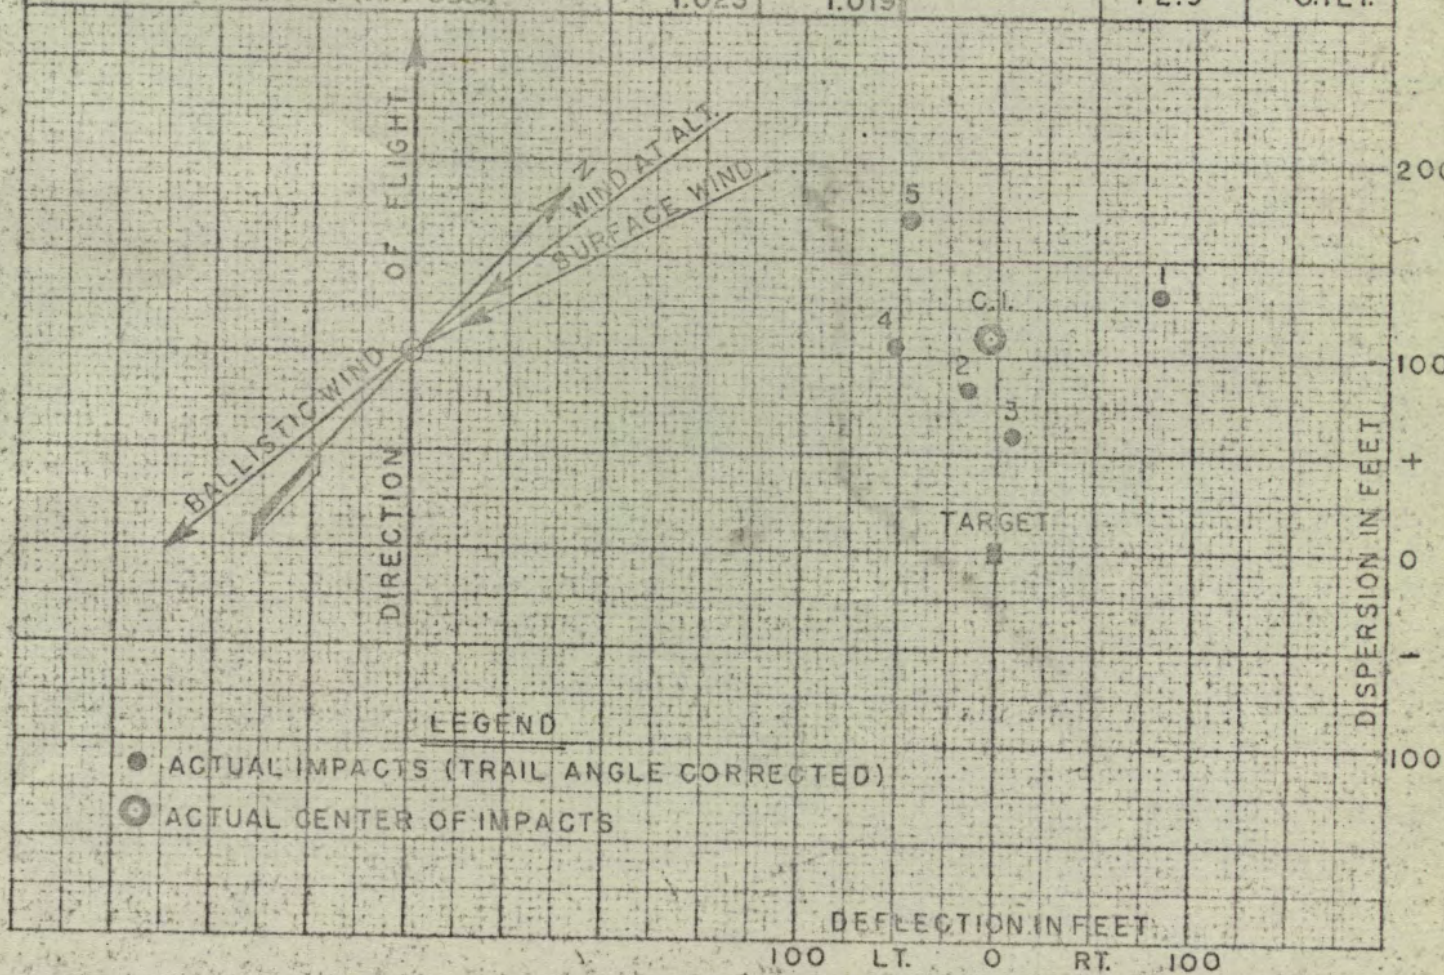 1.023 1.019
200
N
WIND AT ALT.
SURFACE WIND
DIRECTION OF FLIGHT
BALLISTIC WIND
5
1
C.I.
4
100
2
3
DISPERSION IN FEET
+
TARGET
0
-
LEGEND
ACTUAL IMPACTS (TRAIL ANGLE CORRECTED)
100
ACTUAL CENTER OF IMPACTS
DEFLECTION IN FEET
100 LT. 0 RT. 100